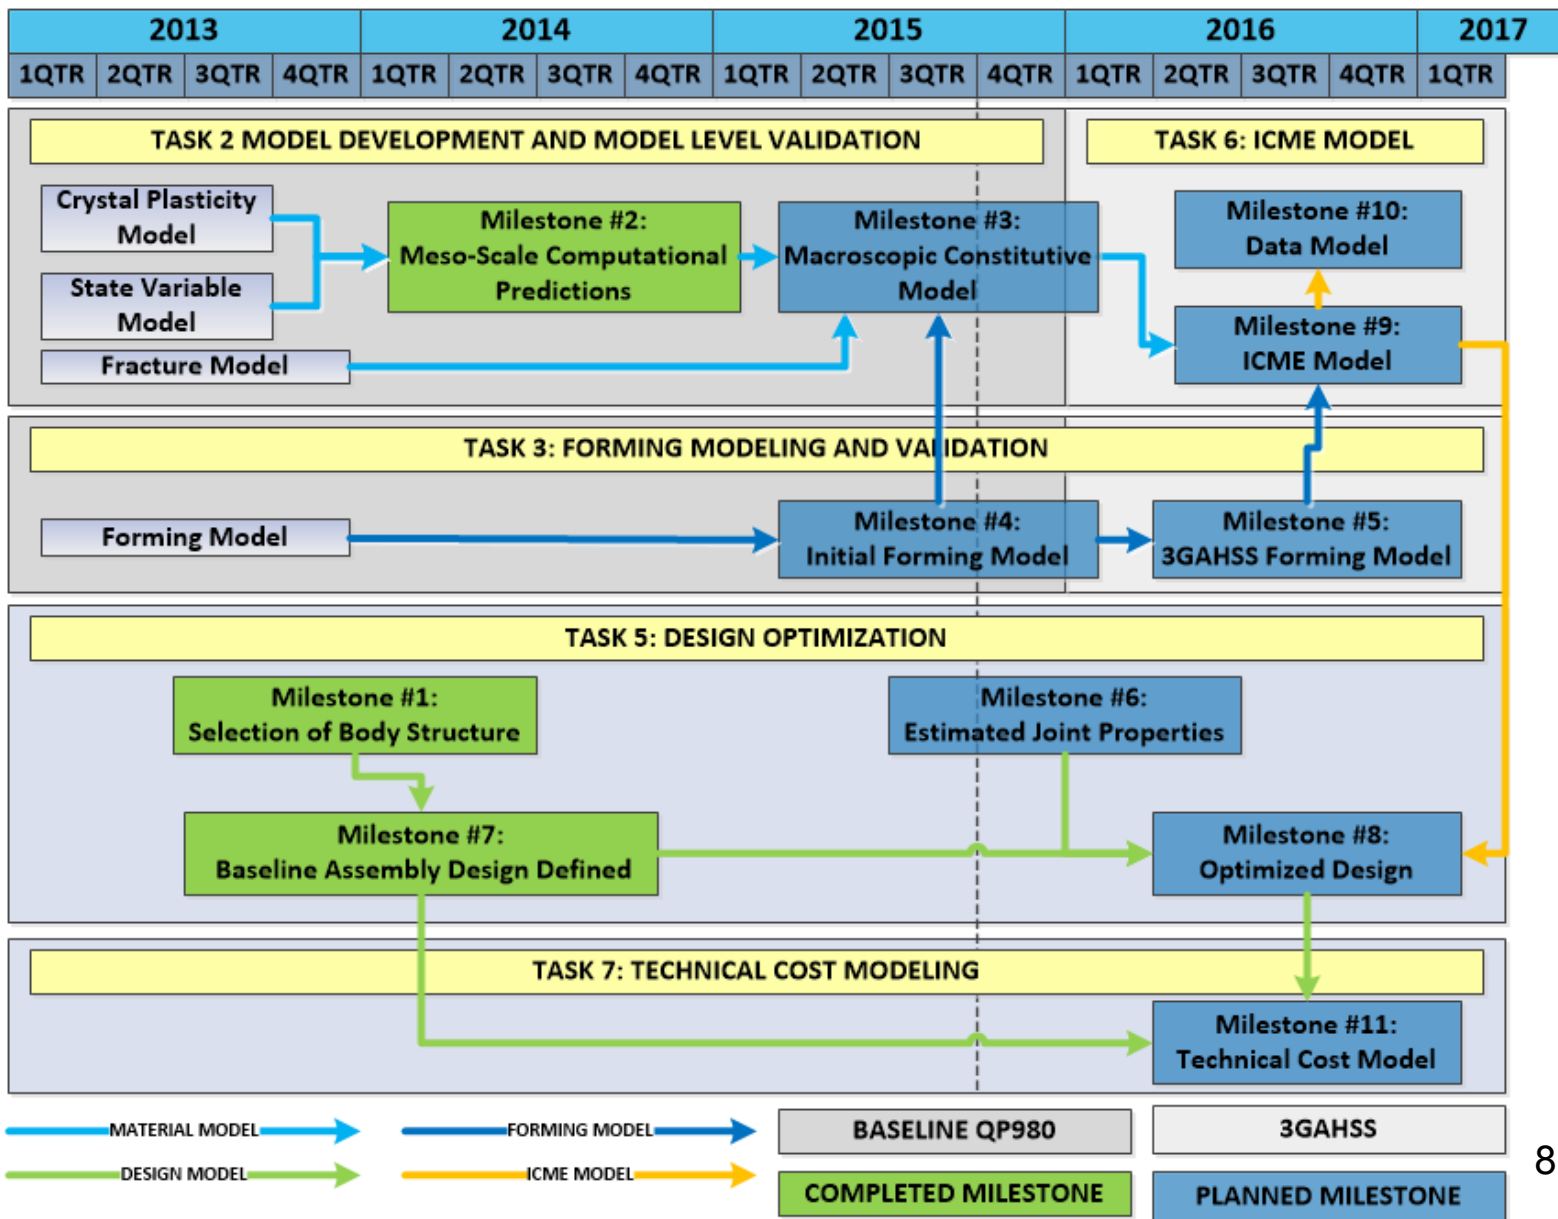 2013 2014 2015 2016 2017
1QTR 2QTR 3QTR 4QTR 1QTR 2QTR 3QTR 4QTR 1QTR 2QTR 3QTR 4QTR 1QTR 2QTR 3QTR 4QTR 1QTR
TASK 2 MODEL DEVELOPMENT AND MODEL LEVEL VALIDATION
TASK 6: ICME MODEL
Crystal Plasticity
Model
State Variable
Model
Fracture Model
Milestone #2:
Meso-Scale Computational
Predictions
Milestone #3:
Macroscopic Constitutive
Model
Milestone #10:
Data Model
Milestone #9:
ICME Model
TASK 3: FORMING MODELING AND VALIDATION
Forming Model
Milestone #4:
Initial Forming Model
Milestone #5:
3GAHSS Forming Model
TASK 5: DESIGN OPTIMIZATION
Milestone #1:
Selection of Body Structure
Milestone #6:
Estimated Joint Properties
Milestone #7:
Baseline Assembly Design Defined
Milestone #8:
Optimized Design
TASK 7: TECHNICAL COST MODELING
Milestone #11:
Technical Cost Model
MATERIAL MODEL
FORMING MODEL
BASELINE QP980
3GAHSS
DESIGN MODEL
ICME MODEL
COMPLETED MILESTONE
PLANNED MILESTONE
8